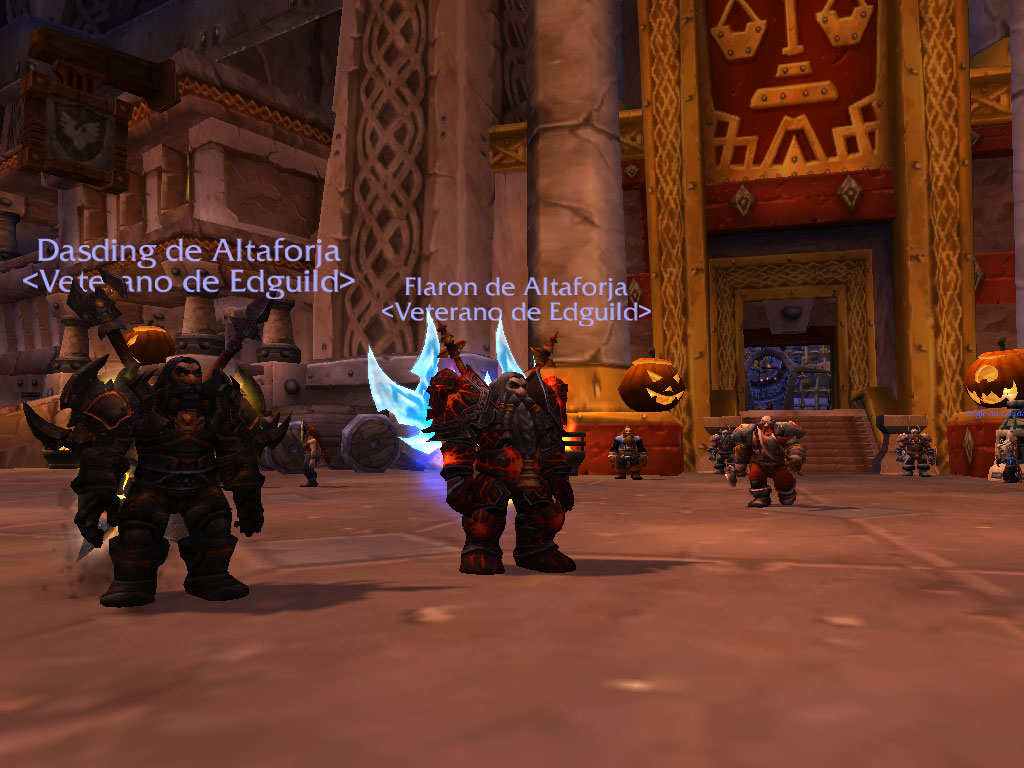 Dasding de Altaforja
<Veterano de Edguild>
Flaron de Altaforja
<Veterano de Edguild>